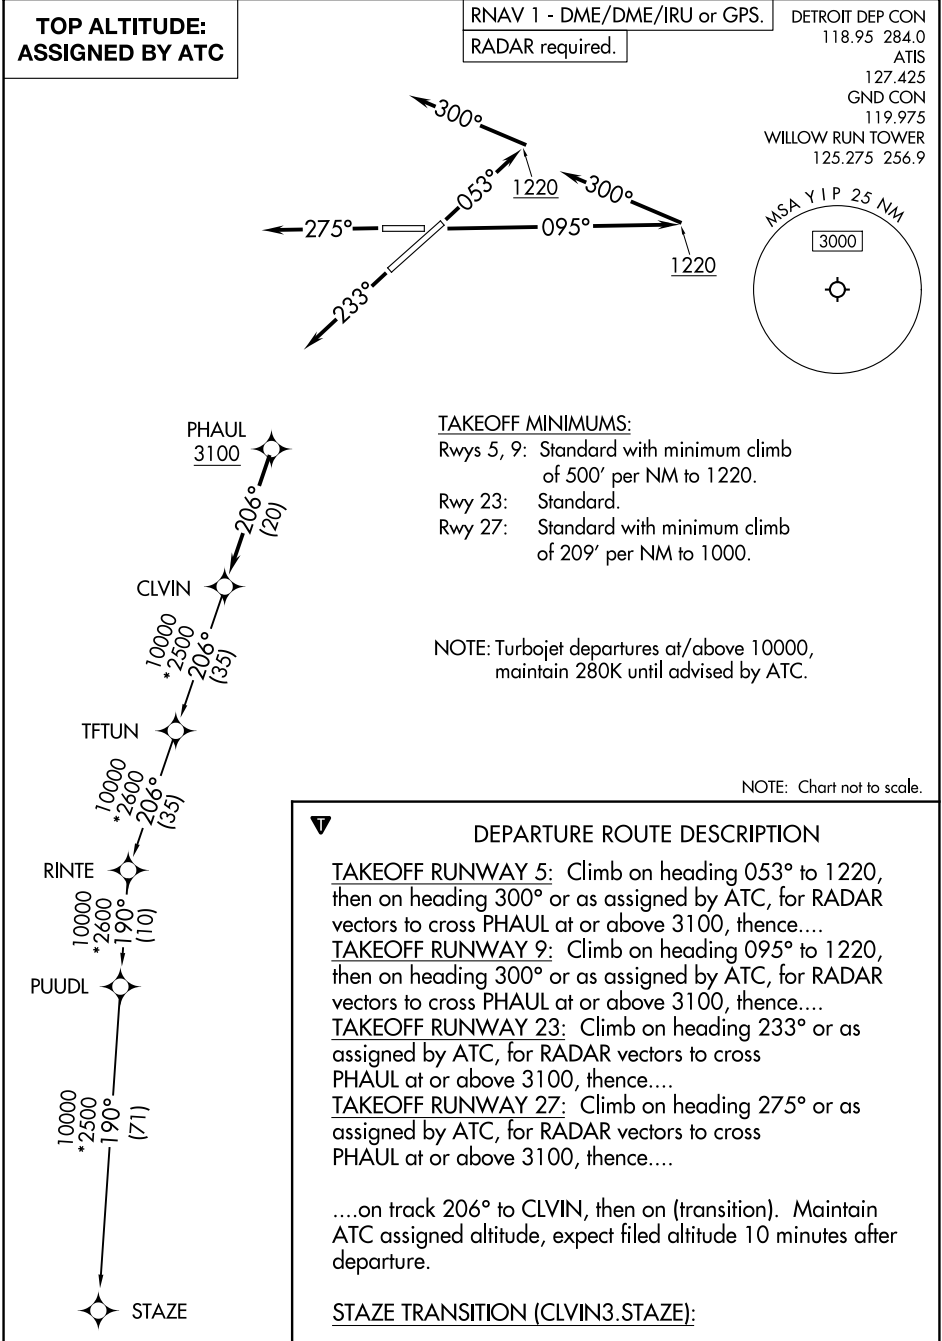 TOP ALTITUDE:
ASSIGNED BY ATC
RNAV 1 - DME/DME/IRU or GPS.
RADAR required.
DETROIT DEP CON
118.95 284.0
ATIS
127.425
GND CON
119.975
WILLOW RUN TOWER
125.275 256.9
MSA YIP 25 NM
3000
300°
053°
1220
300°
275°
095°
1220
233°
PHAUL
3100
206°
(20)
CLVIN
10000
*2500
206°
(35)
TFTUN
10000
*2600
206°
(35)
RINTE
10000
*2600
190°
(10)
PUUDL
10000
*2500
190°
(71)
STAZE
TAKEOFF MINIMUMS:
Rwys 5, 9: Standard with minimum climb
of 500' per NM to 1220.
Rwy 23: Standard.
Rwy 27: Standard with minimum climb
of 209' per NM to 1000.
NOTE: Turbojet departures at/above 10000,
maintain 280K until advised by ATC.
NOTE: Chart not to scale.
T
DEPARTURE ROUTE DESCRIPTION
TAKEOFF RUNWAY 5: Climb on heading 053° to 1220,
then on heading 300° or as assigned by ATC, for RADAR
vectors to cross PHAUL at or above 3100, thence....
TAKEOFF RUNWAY 9: Climb on heading 095° to 1220,
then on heading 300° or as assigned by ATC, for RADAR
vectors to cross PHAUL at or above 3100, thence....
TAKEOFF RUNWAY 23: Climb on heading 233° or as
assigned by ATC, for RADAR vectors to cross
PHAUL at or above 3100, thence....
TAKEOFF RUNWAY 27: Climb on heading 275° or as
assigned by ATC, for RADAR vectors to cross
PHAUL at or above 3100, thence....
....on track 206° to CLVIN, then on (transition). Maintain
ATC assigned altitude, expect filed altitude 10 minutes after
departure.
STAZE TRANSITION (CLVIN3.STAZE):